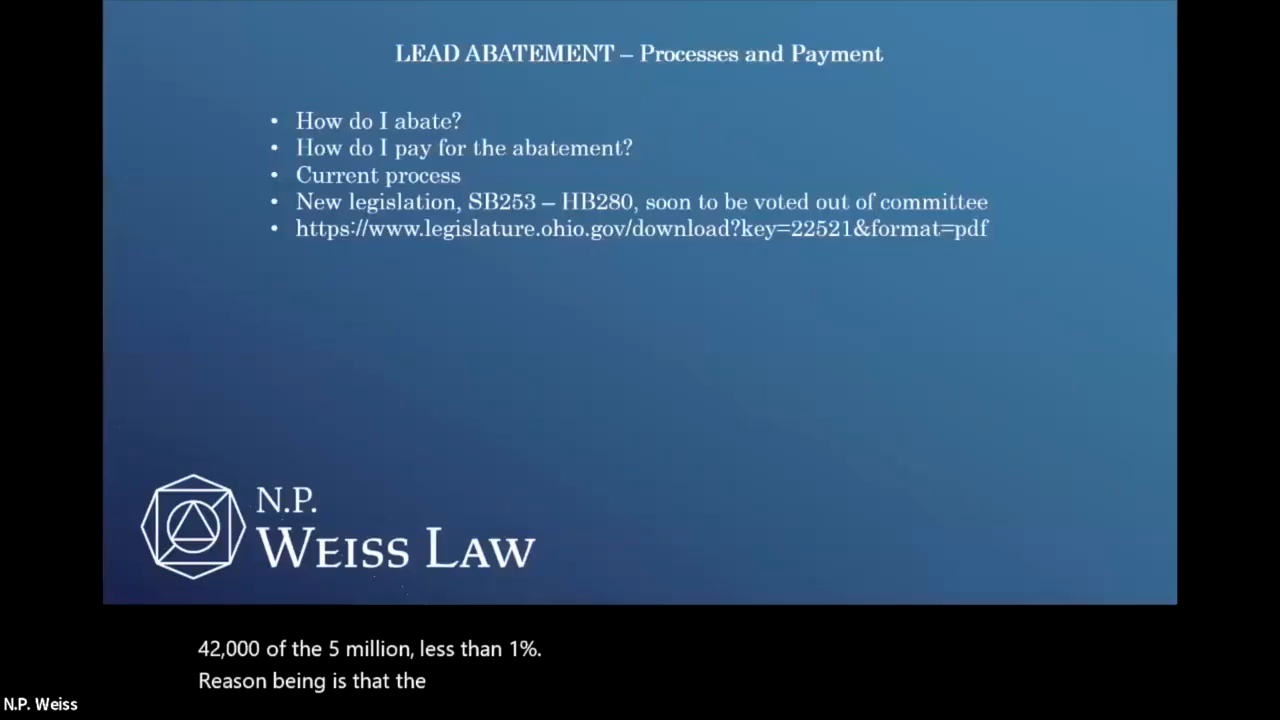 LEAD ABATEMENT – Processes and Payment
• How do I abate?
• How do I pay for the abatement?
• Current process
• New legislation, SB253 – HB280, soon to be voted out of committee
• https://www.legislature.ohio.gov/download?key=22521&format=pdf
N.P.
WEISS LAW
42,000 of the 5 million, less than 1%.
Reason being is that the
N.P. Weiss